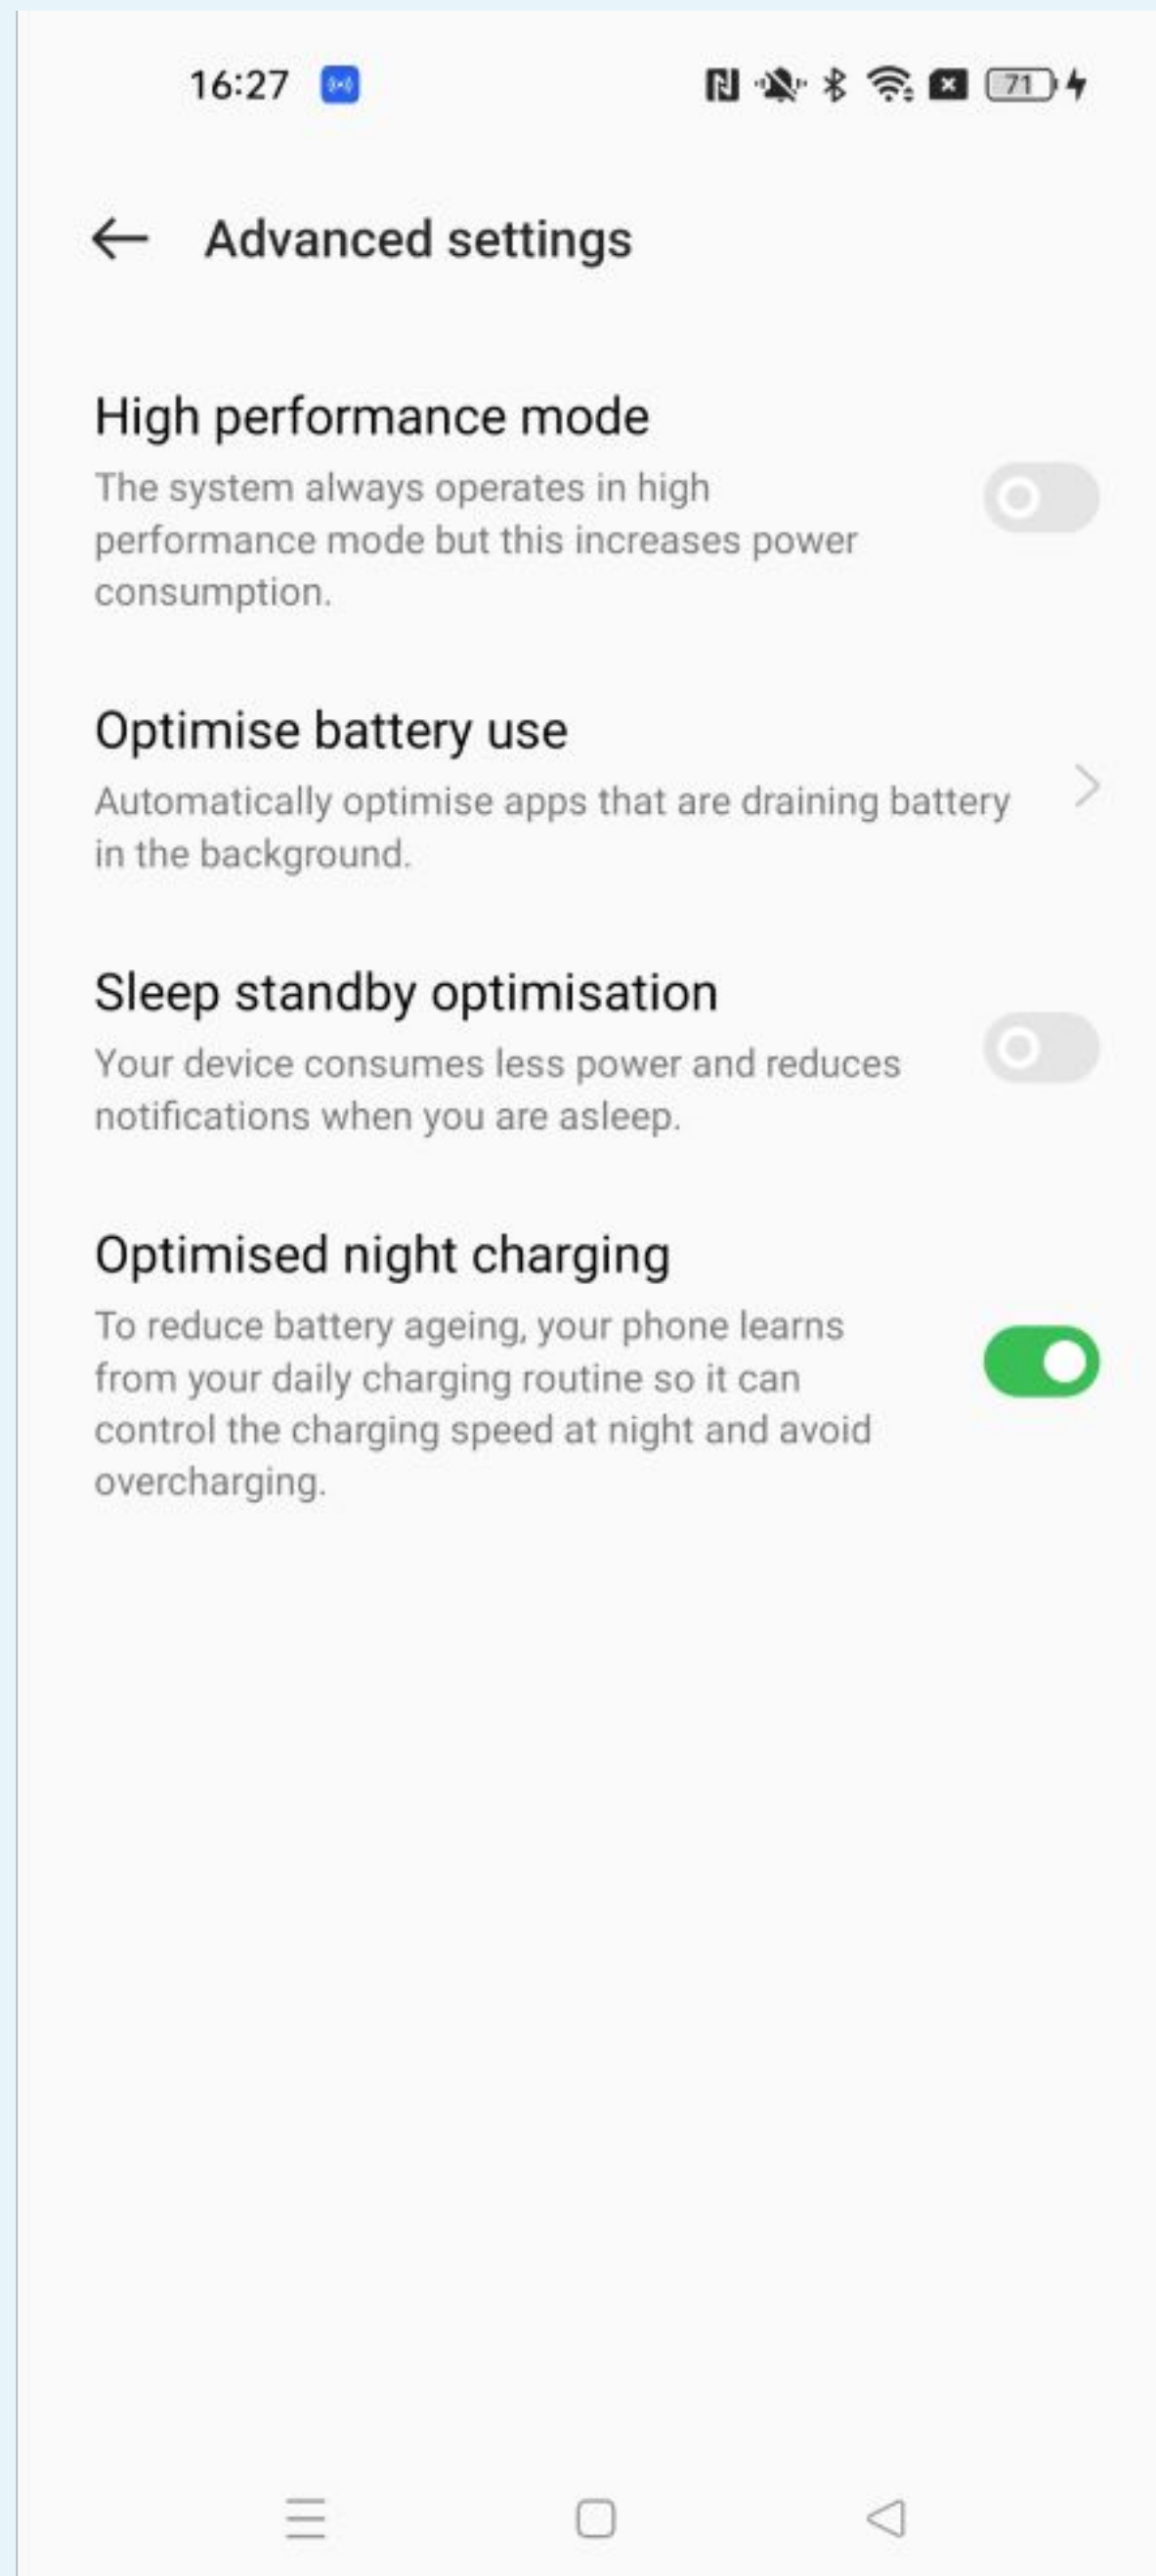 16:27
71
Advanced settings
High performance mode
The system always operates in high
performance mode but this increases power
consumption.
Optimise battery use
Automatically optimise apps that are draining battery
in the background.
Sleep standby optimisation
Your device consumes less power and reduces
notifications when you are asleep.
Optimised night charging
To reduce battery ageing, your phone learns
from your daily charging routine so it can
control the charging speed at night and avoid
overcharging.